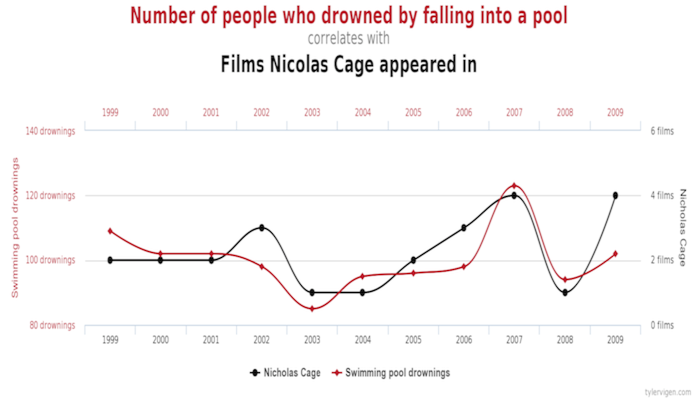 Number of people who drowned by falling into a pool
correlates with
Films Nicolas Cage appeared in
1999 2000 2001 2002 2003 2004 2005 2006 2007 2008 2009
140 drownings 6 films
120 drownings 4 films
100 drownings 2 films
80 drownings 0 films
Swimming pool drownings
Nicholas Cage
1999 2000 2001 2002 2003 2004 2005 2006 2007 2008 2009
Nicholas Cage Swimming pool drownings
tylervigen.com